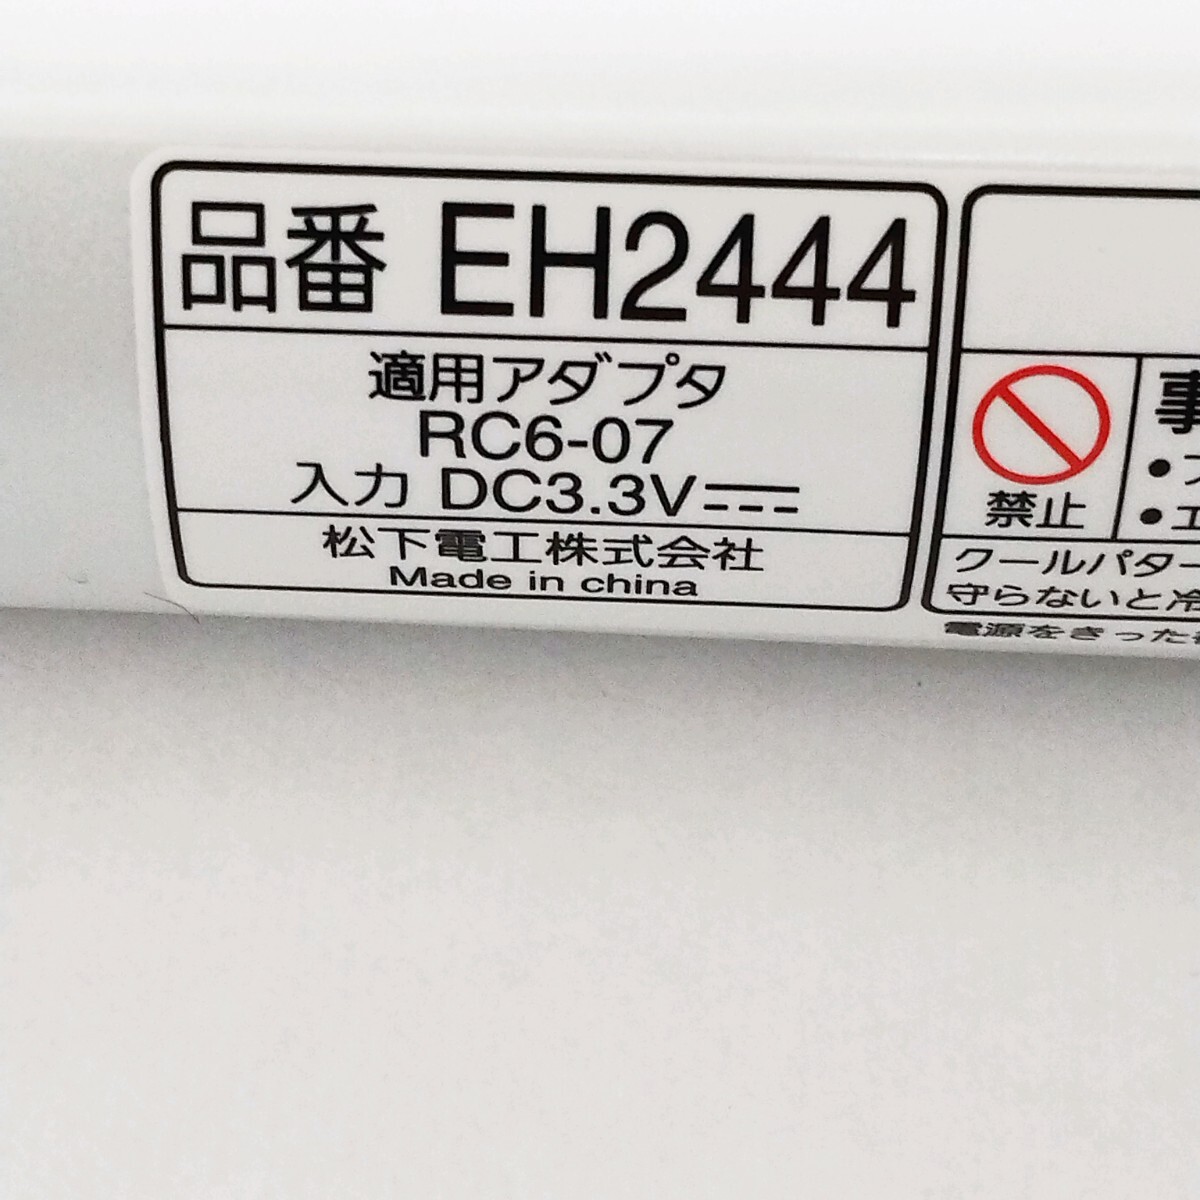 品番 EH2444
適用アダプタ
RC6-07
入力 DC3.3V
松下電工株式会社
Made in china
禁止
クールパター
守らないと冷
電源をきった